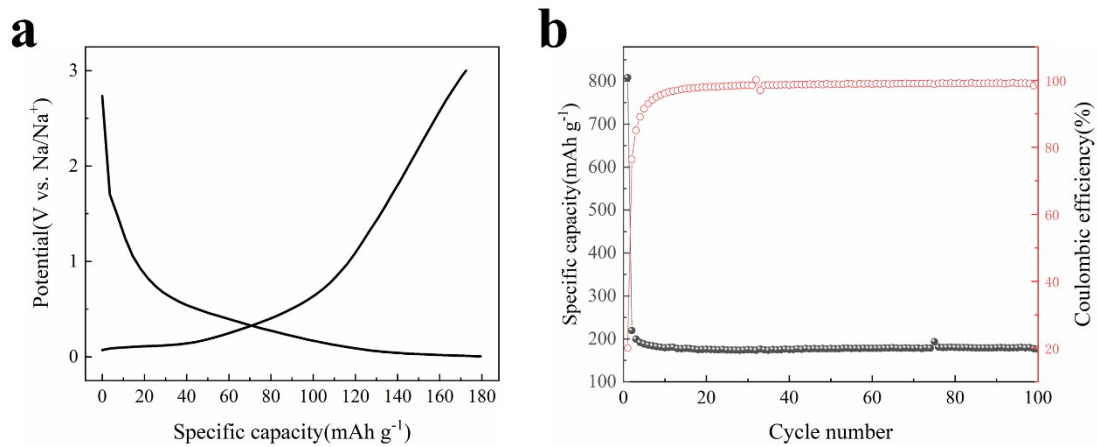 a
Potential(V vs. Na/Na⁺)
3
2
1
0
0 20 40 60 80 100 120 140 160 180
Specific capacity(mAh g⁻¹)
b
Specific capacity(mAh g⁻¹)
800
700
600
500
400
300
200
100
0 20 40 60 80 100
Cycle number
100
80
60
40
20
Coulombic efficiency(%)